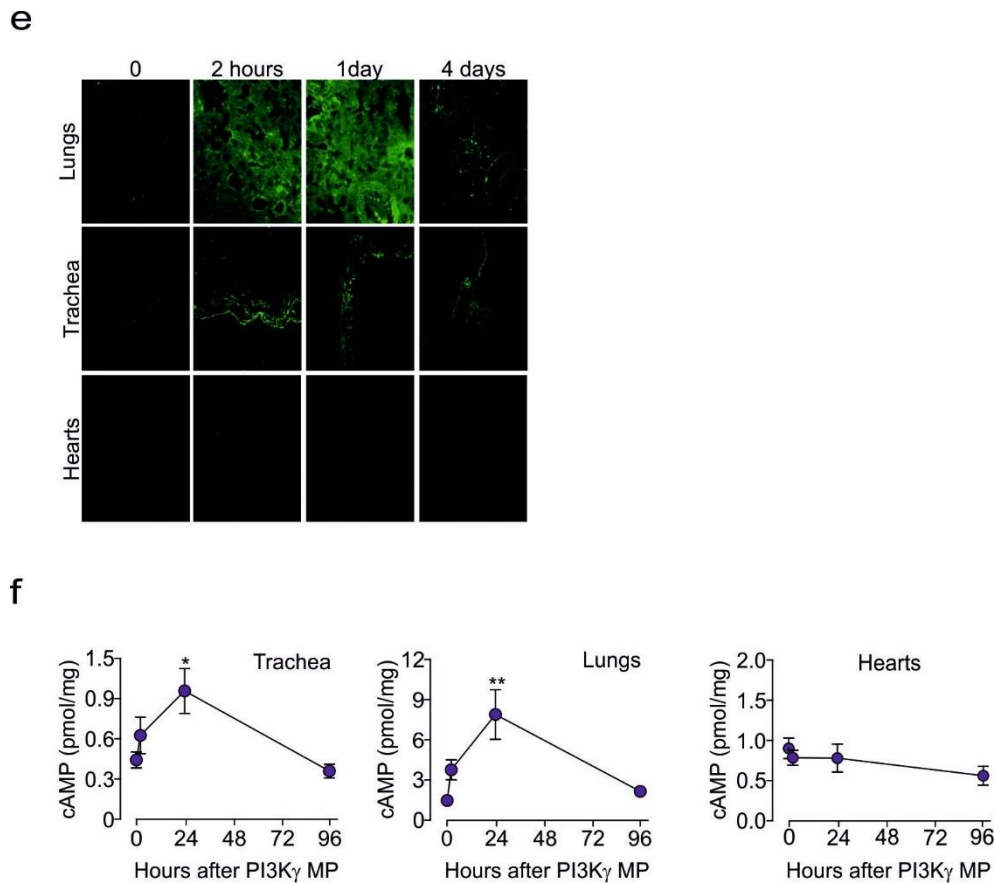 e
0 2 hours 1day 4 days
Lungs
Trachea
Hearts
f
cAMP (pmol/mg)
1.5
0.9
0.6
0.3
0
*
Trachea
0 24 48 72 96
Hours after PI3Kγ MP
cAMP (pmol/mg)
12
9
6
3
0
**
Lungs
0 24 48 72 96
Hours after PI3Kγ MP
cAMP (pmol/mg)
2.0
1.5
1.0
0.5
0.0
Hearts
0 24 48 72 96
Hours after PI3Kγ MP